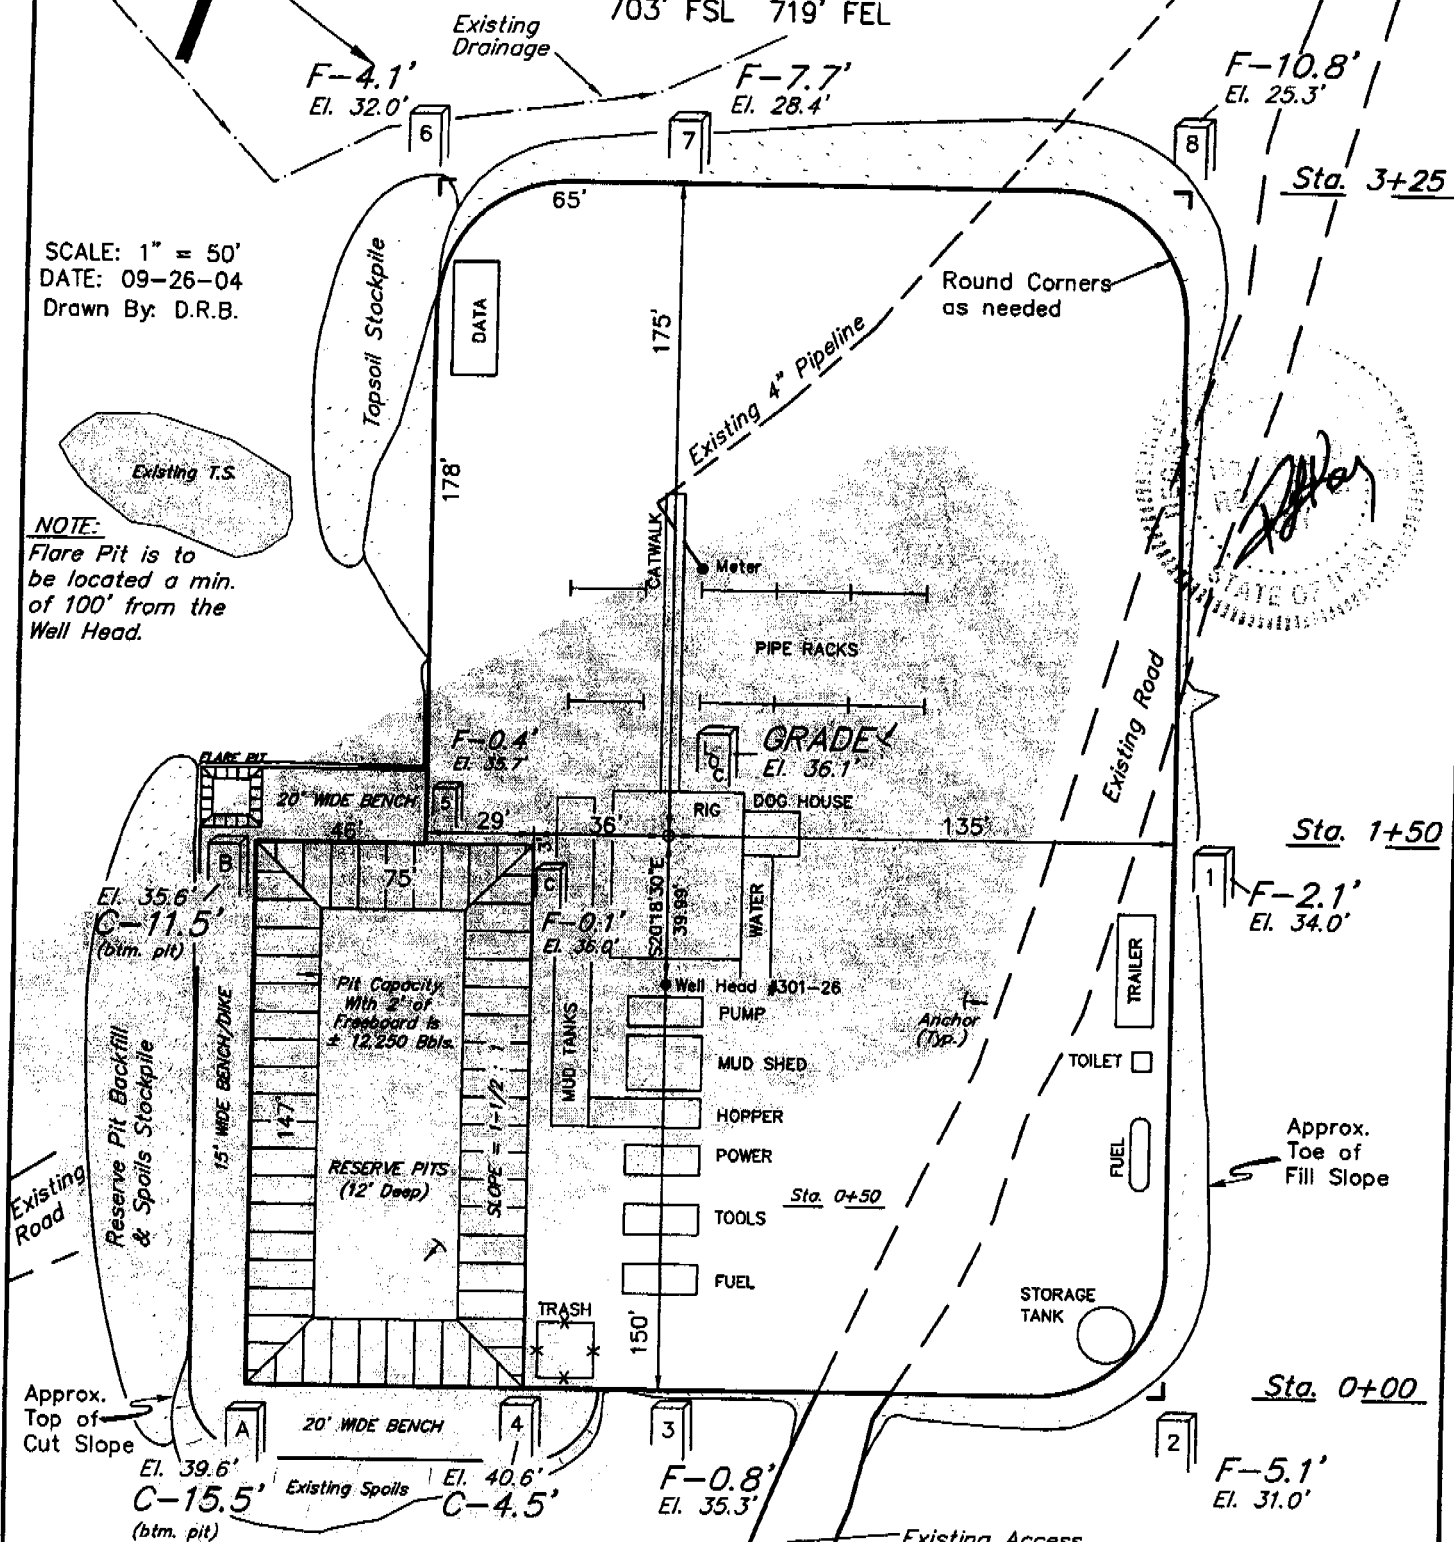 703' FSL 719' FEL
Existing
Drainage
F-4.1'
El. 32.0'
F-7.7'
El. 28.4'
F-10.8'
El. 25.3'
6
7
8
Sta. 3+25
65'
SCALE: 1" = 50'
DATE: 09-26-04
Drawn By: D.R.B.
Topsoil Stockpile
DATA
175'
Round Corners
as needed
Existing 4" Pipeline
Existing T.S.
178'
NOTE:
Flare Pit is to
be located a min.
of 100' from the
Well Head.
CATWALK
Meter
STATE OF UTAH
PIPE RACKS
Existing Road
F-0.4'
El. 35.7'
LOC
GRADE
El. 36.1'
FLARE PIT
20' WIDE BENCH
5
RIG
DOG HOUSE
46'
29'
3'
36'
135'
Sta. 1+50
B
75'
C
El. 35.6'
C-11.5'
(btm. pit)
F-0.1'
El. 36.0'
S20°18'30"E
39.99'
WATER
1
F-2.1'
El. 34.0'
TRAILER
Pit Capacity
With 2' of
Freeboard is
± 12,250 Bbls.
Well Head #301-26
PUMP
MUD TANKS
Anchor
(Typ.)
Reserve Pit Backfill
& Spoils Stockpile
15' WIDE BENCH/DIKE
147'
SLOPE = 1-1/2 : 1
MUD SHED
TOILET
HOPPER
POWER
FUEL
Approx.
Toe of
Fill Slope
Existing
Road
RESERVE PITS
(12' Deep)
Sta. 0+50
TOOLS
FUEL
TRASH
150'
STORAGE
TANK
Approx.
Top of
Cut Slope
Sta. 0+00
A
20' WIDE BENCH
4
3
2
El. 39.6'
C-15.5'
(btm. pit)
Existing Spoils
El. 40.6'
C-4.5'
F-0.8'
El. 35.3'
F-5.1'
El. 31.0'
Existing Access